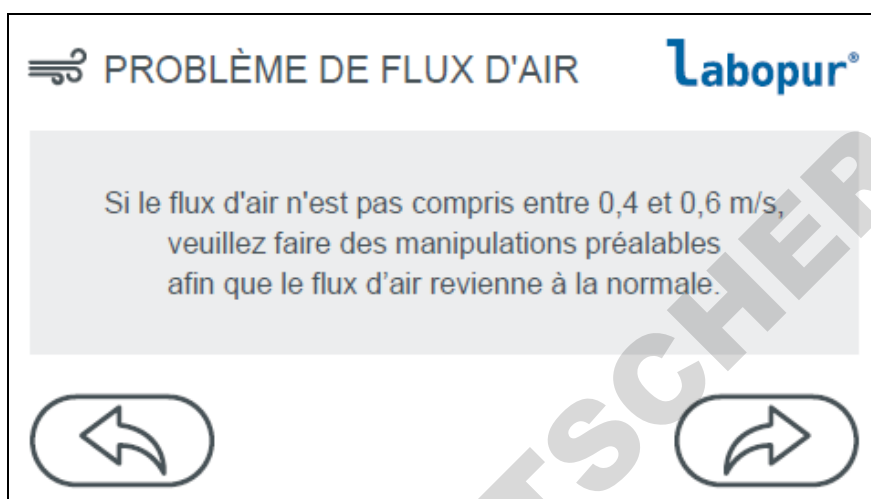 PROBLÈME DE FLUX D'AIR
Labopur®
Si le flux d'air n'est pas compris entre 0,4 et 0,6 m/s,
veuillez faire des manipulations préalables
afin que le flux d’air revienne à la normale.
TSCHER